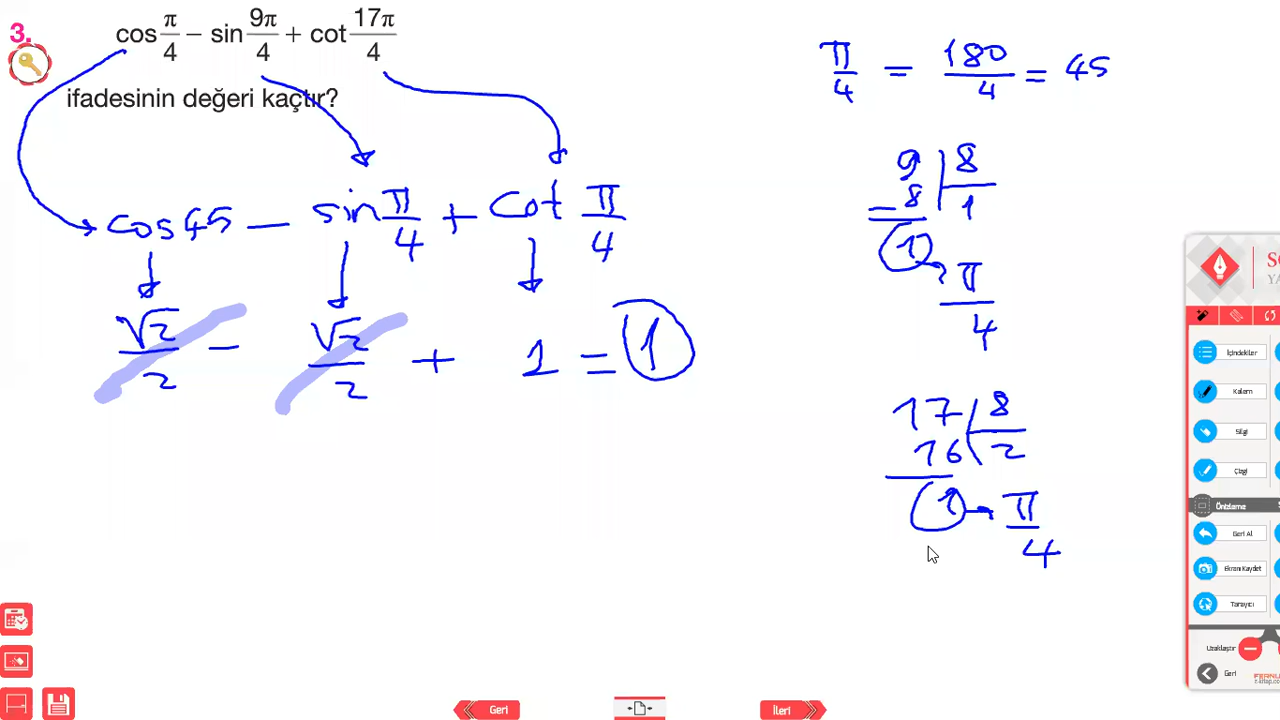 3. cos π/4 − sin 9π/4 + cot 17π/4
ifadesinin değeri kaçtır?
cos45 − sin π/4 + cot π/4
√2/2 − √2/2 + 1 = 1
π/4 = 180/4 = 45
9 | 8
− 8 | 1
1 → π/4
17 | 8
16 | 2
1 → π/4
İçindekiler
Kalem
Silgi
Çizgi
Önizleme
Geri Al
Ekranı Kaydet
Tarayıcı
Uzaklaştır
Geri
FERNUS
Geri
İleri